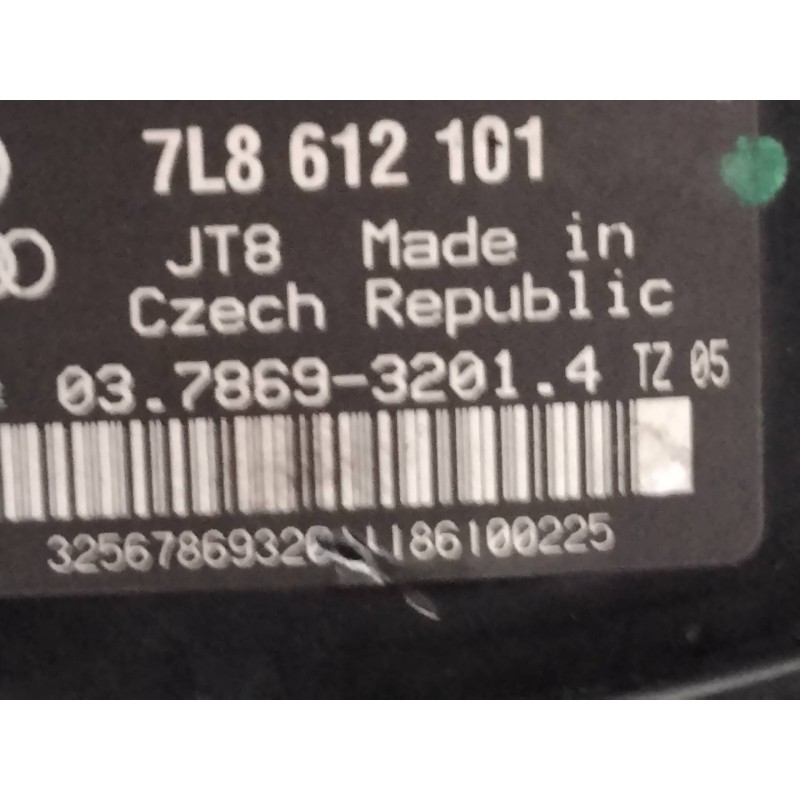 7L8 612 101
JT8 Made in
Czech Republic
03.7869-3201.4 TZ 05